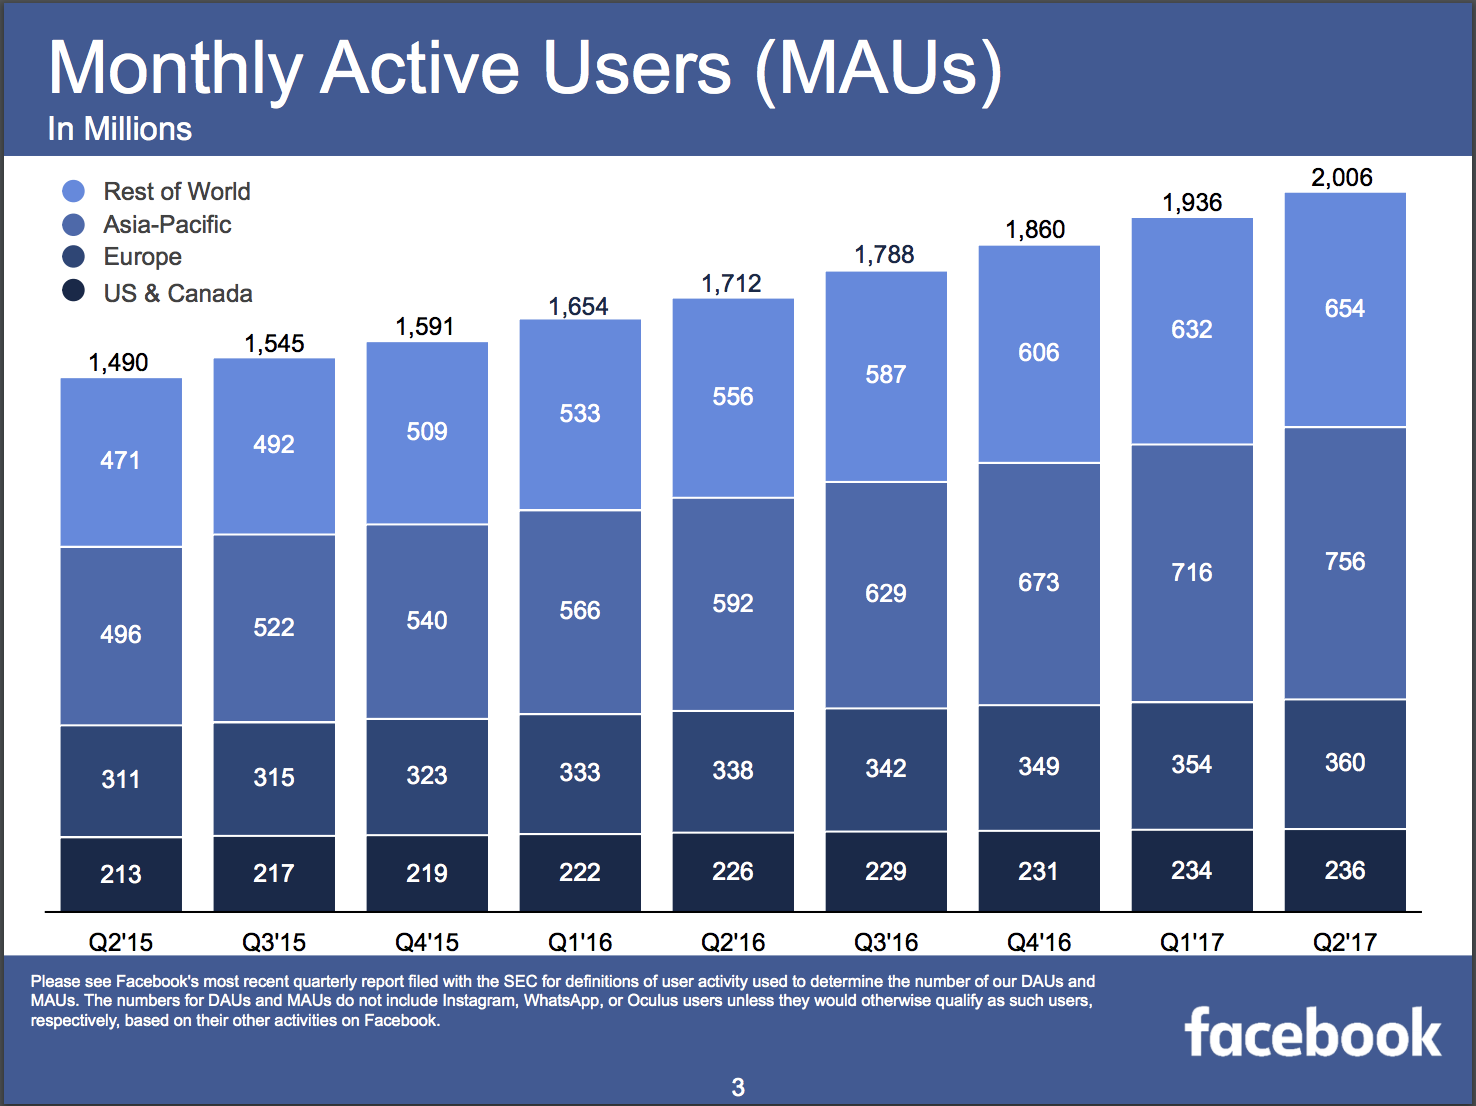 Monthly Active Users (MAUs)
In Millions
Rest of World
Asia-Pacific
Europe
US & Canada
1,490
1,545
1,591
1,654
1,712
1,788
1,860
1,936
2,006
471
492
509
533
556
587
606
632
654
496
522
540
566
592
629
673
716
756
311
315
323
333
338
342
349
354
360
213
217
219
222
226
229
231
234
236
Q2'15
Q3'15
Q4'15
Q1'16
Q2'16
Q3'16
Q4'16
Q1'17
Q2'17
Please see Facebook's most recent quarterly report filed with the SEC for definitions of user activity used to determine the number of our DAUs and
MAUs. The numbers for DAUs and MAUs do not include Instagram, WhatsApp, or Oculus users unless they would otherwise qualify as such users,
respectively, based on their other activities on Facebook.
facebook
3